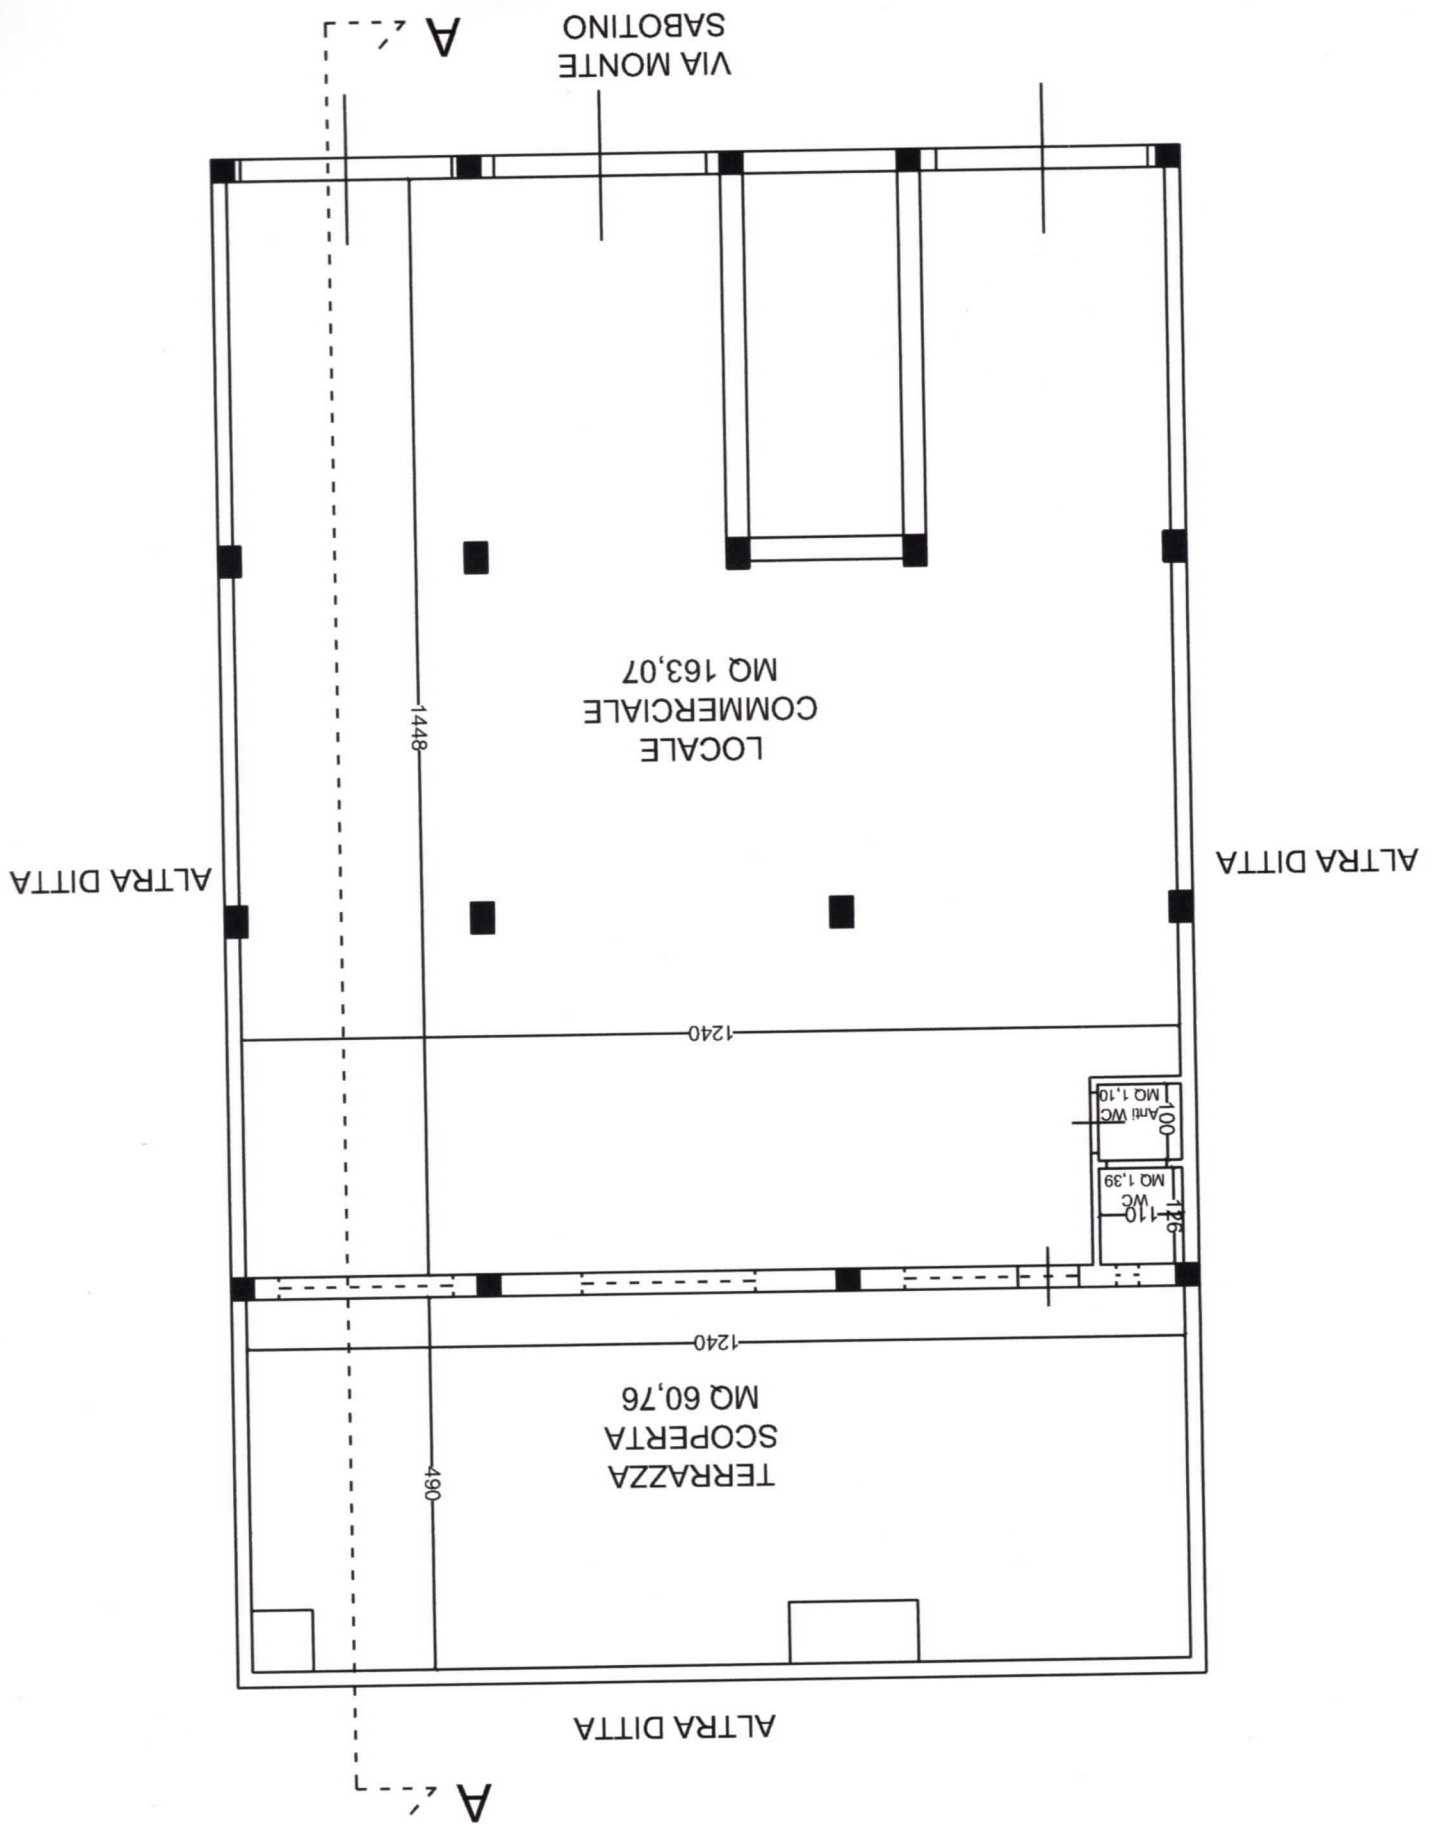 A
ALTRA DITTA
TERRAZZA
SCOPERTA
MQ 60,76
490
1240
WC
MQ 1,39
110
126
Anti WC
MQ 1,10
100
1240
ALTRA DITTA
ALTRA DITTA
LOCALE
COMMERCIALE
MQ 163,07
1448
VIA MONTE
SABOTINO
A